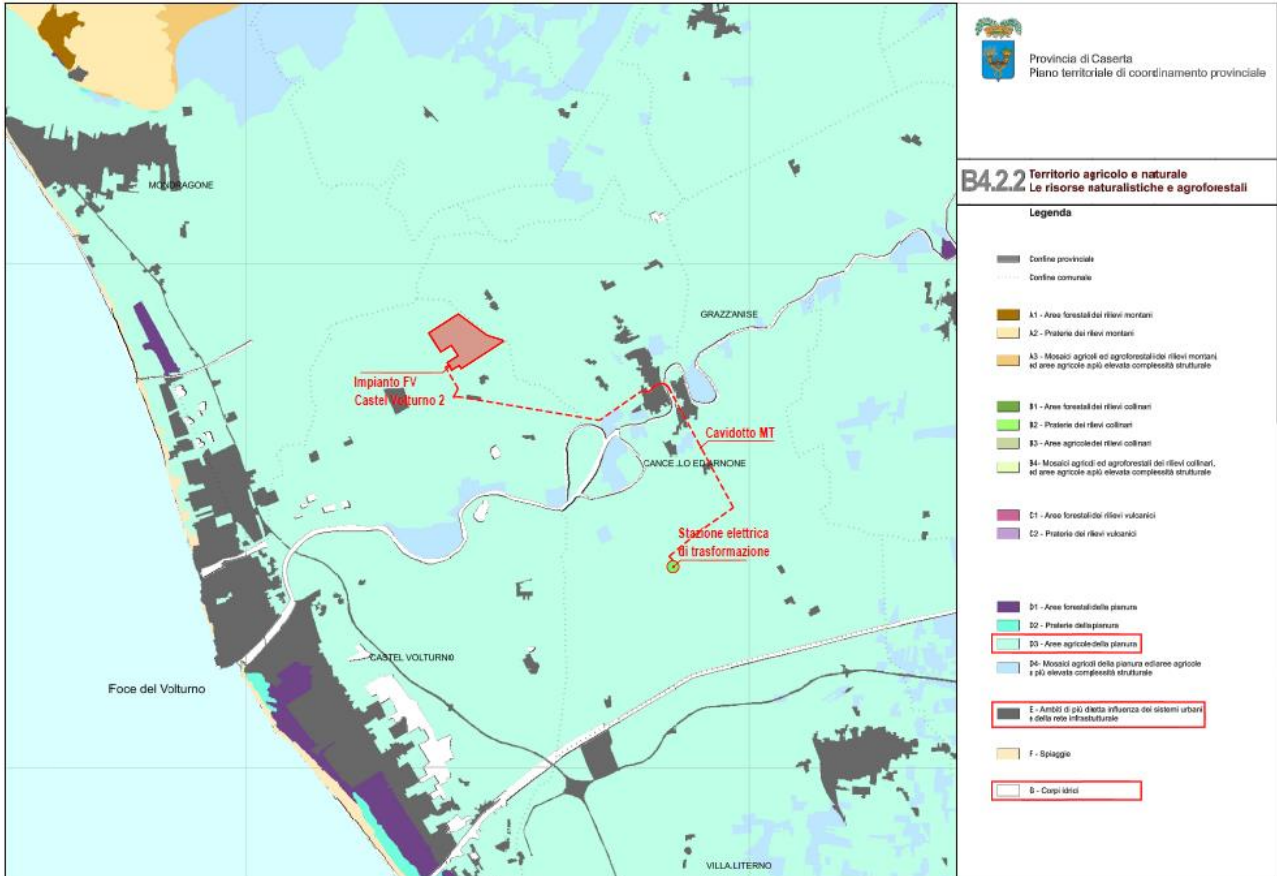 Provincia di Caserta
Piano territoriale di coordinamento provinciale
B4.2.2 Territorio agricolo e naturale
Le risorse naturalistiche e agroforestali
Legenda
Confine provinciale
Confine comunale
A1 - Aree forestali dei rilievi montani
A2 - Praterie dei rilievi montani
A3 - Mosaici agricoli ed agroforestali dei rilievi montani,
ed aree agricole a più elevata complessità strutturale
B1 - Aree forestali dei rilievi collinari
B2 - Praterie dei rilievi collinari
B3 - Aree agricole dei rilievi collinari
B4 - Mosaici agricoli ed agroforestali dei rilievi collinari,
ed aree agricole a più elevata complessità strutturale
C1 - Aree forestali dei rilievi vulcanici
C2 - Praterie dei rilievi vulcanici
D1 - Aree forestali della pianura
D2 - Praterie della pianura
D3 - Aree agricole della pianura
D4 - Mosaici agricoli della pianura ed aree agricole
a più elevata complessità strutturale
E - Ambiti di più diretta influenza dei sistemi urbani
e della rete infrastrutturale
F - Spiaggie
G - Corpi idrici
MONDRAGONE
GRAZZANISE
Impianto FV
Castel Volturno 2
Cavidotto MT
CANCELLO ED ARNONE
Stazione elettrica
di trasformazione
CASTEL VOLTURNO
Foce del Volturno
VILLA LITERNO